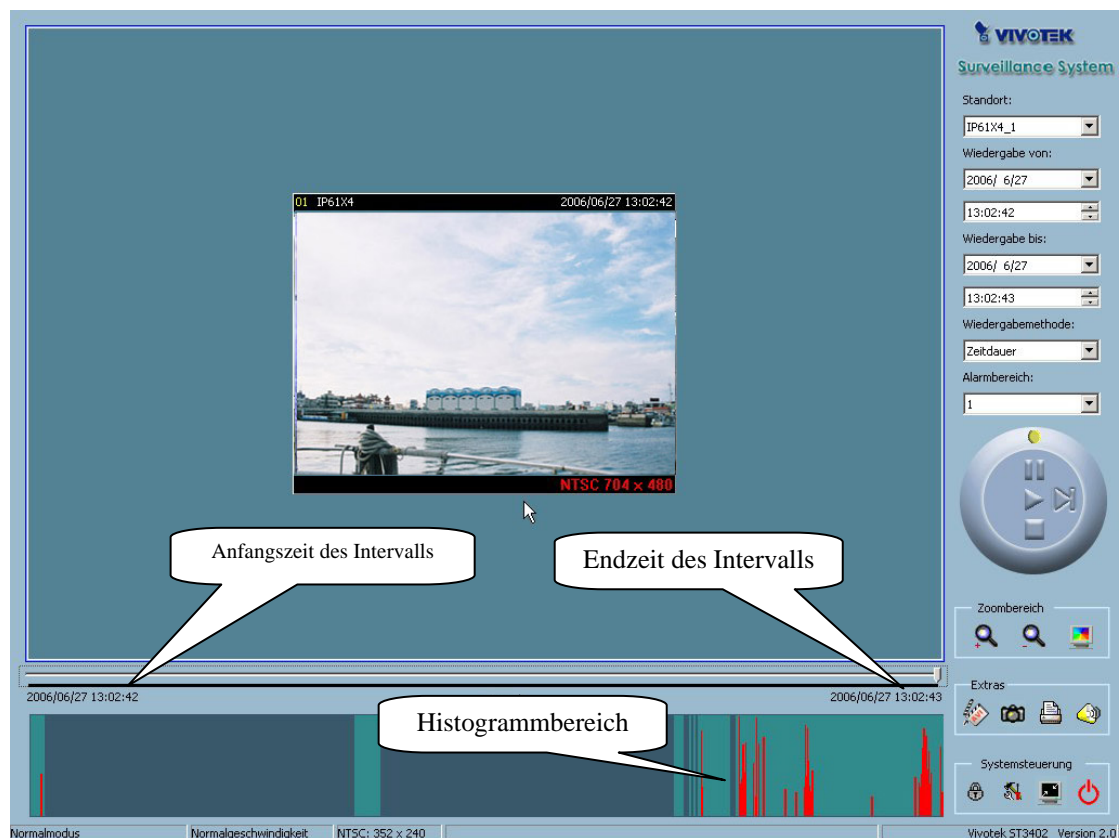 VIVOTEK
Surveillance System
Standort:
IP61X4_1
Wiedergabe von:
2006/ 6/27
13:02:42
Wiedergabe bis:
2006/ 6/27
13:02:43
Wiedergabemethode:
Zeitdauer
Alarmbereich:
1
01 IP61X4 2006/06/27 13:02:42
NTSC 704 x 480
Anfangszeit des Intervalls
Endzeit des Intervalls
Zoombereich
2006/06/27 13:02:42
2006/06/27 13:02:43
Extras
Histogrammbereich
Systemsteuerung
Normalmodus
Normalgeschwindigkeit
NTSC: 352 x 240
Vivotek ST3402 Version 2.0